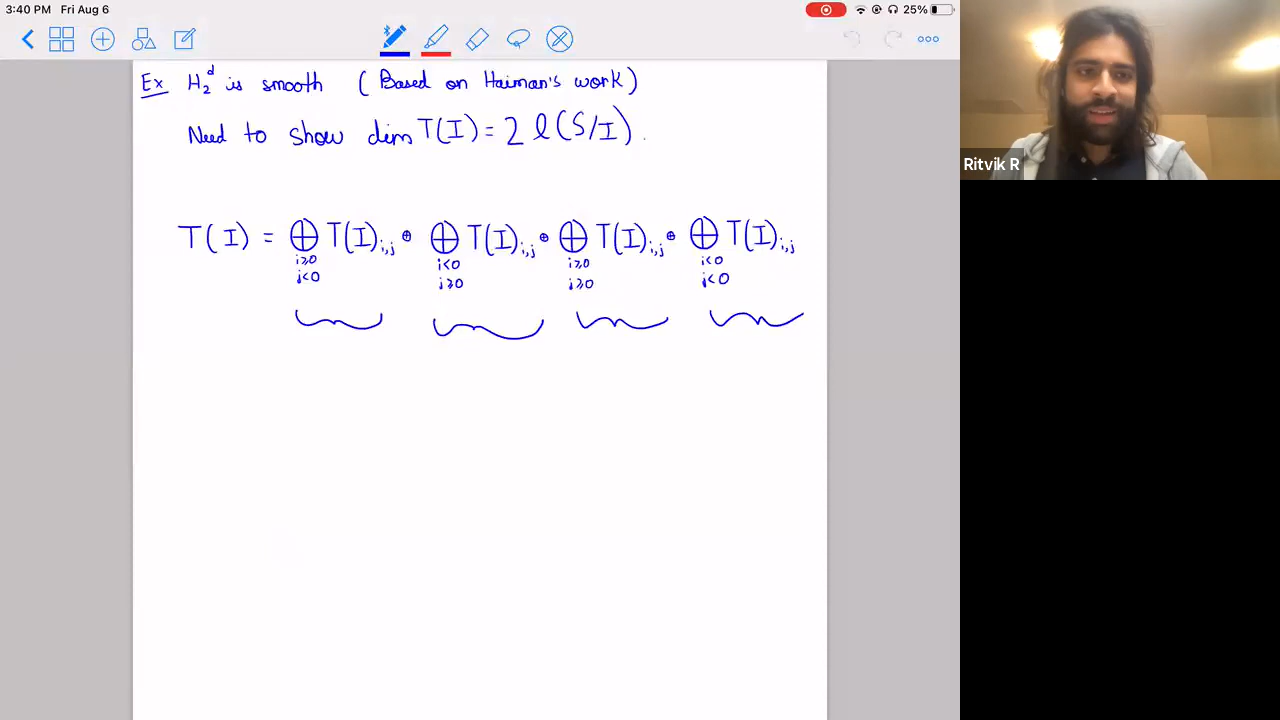 3:40 PM Fri Aug 6
25%
Ex H₂ᵈ is smooth ( Based on Haiman's work )
Need to show dim T(I) = 2 l(S/I).
Ritvik R
T(I) = ⊕ T(I)i,j ⊕ ⊕ T(I)i,j ⊕ ⊕ T(I)i,j ⊕ ⊕ T(I)i,j
i≥0 i<0 i≥0 i<0
j<0 j≥0 j≥0 j<0